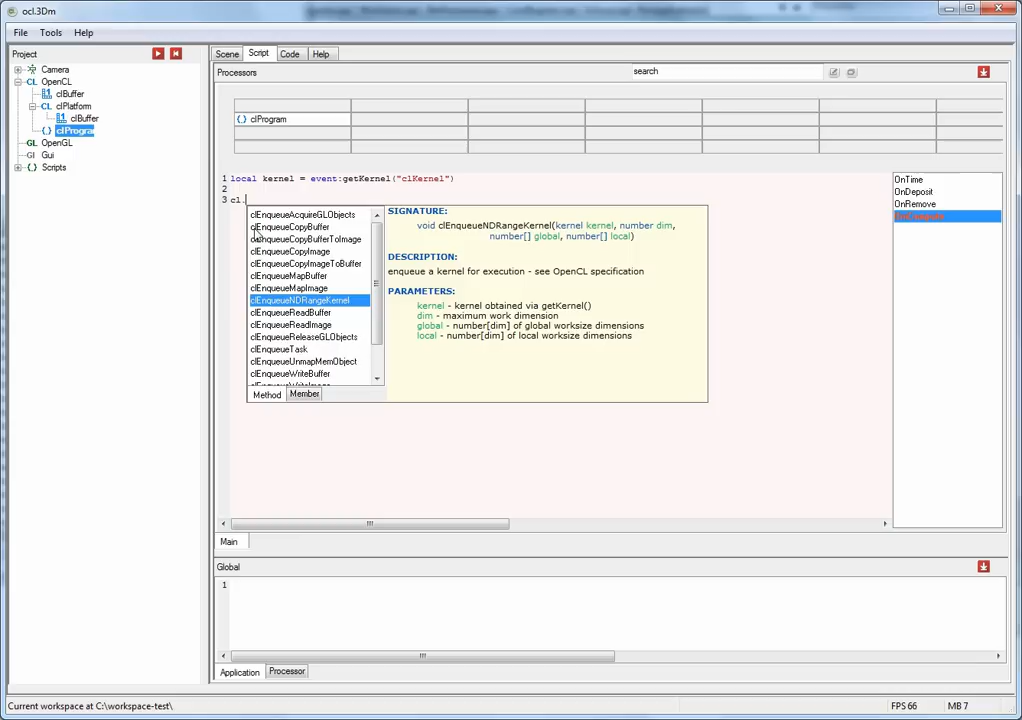 ocl.3Dm
File Tools Help
Project
Camera
CL OpenCL
clBuffer
CL clPlatform
clBuffer
{} clProgram
GL OpenGL
GI Gui
{} Scripts
Scene Script Code Help
Processors
search
{} clProgram
1 local kernel = event:getKernel("clKernel")
2
3 cl.
clEnqueueAcquireGLObjects
clEnqueueCopyBuffer
clEnqueueCopyBufferToImage
clEnqueueCopyImage
clEnqueueCopyImageToBuffer
clEnqueueMapBuffer
clEnqueueMapImage
clEnqueueNDRangeKernel
clEnqueueReadBuffer
clEnqueueReadImage
clEnqueueReleaseGLObjects
clEnqueueTask
clEnqueueUnmapMemObject
clEnqueueWriteBuffer
clEnqueueWriteImage
Method Member
SIGNATURE:
void clEnqueueNDRangeKernel(kernel kernel, number dim,
number[] global, number[] local)
DESCRIPTION:
enqueue a kernel for execution - see OpenCL specification
PARAMETERS:
kernel - kernel obtained via getKernel()
dim - maximum work dimension
global - number[dim] of global worksize dimensions
local - number[dim] of local worksize dimensions
OnTime
OnDeposit
OnRemove
Main
Global
1
Application Processor
Current workspace at C:\workspace-test\
FPS 66
MB 7